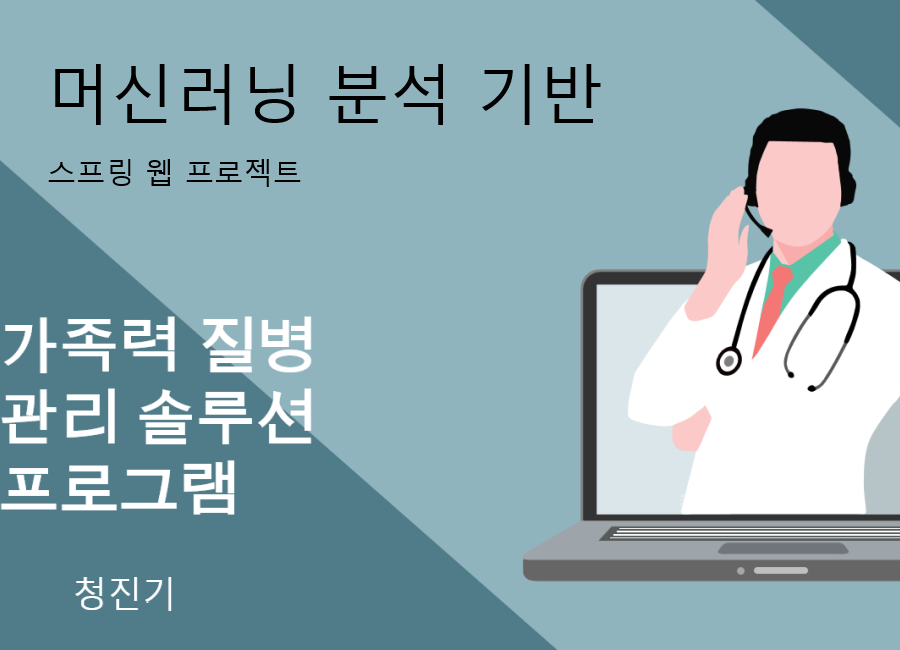 머신러닝 분석 기반
스프링 웹 프로젝트
가족력 질병
관리 솔루션
프로그램
청진기